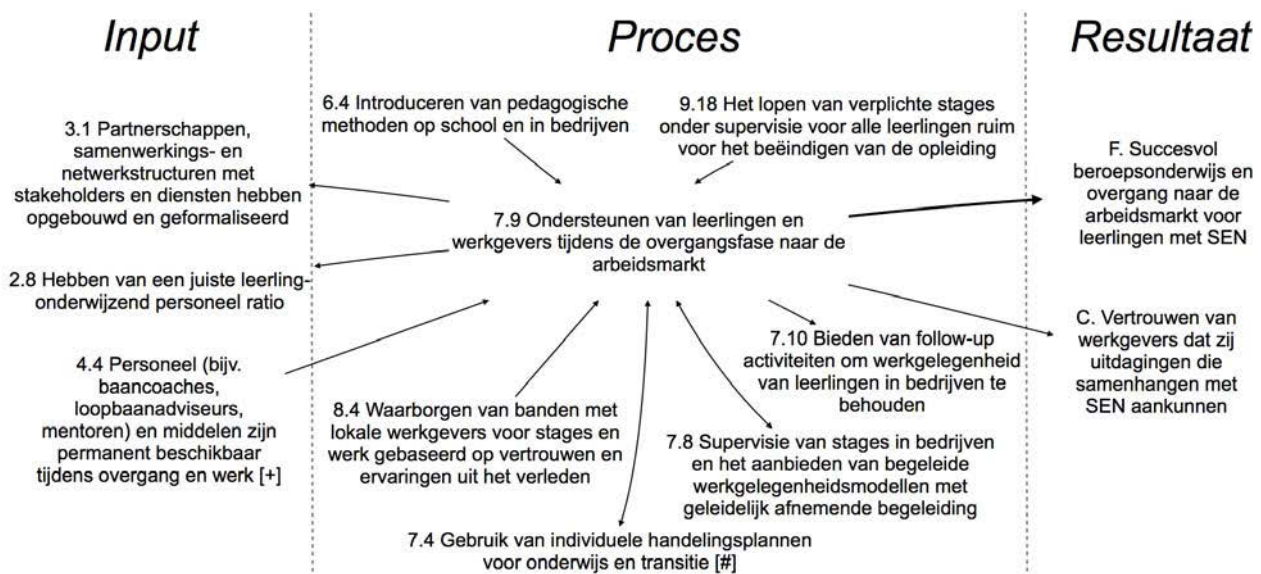 Input
3.1 Partnerschappen,
samenwerkings- en
netwerkstructuren met
stakeholders en diensten hebben
opgebouwd en geformaliseerd
2.8 Hebben van een juiste leerling-
onderwijzend personeel ratio
4.4 Personeel (bijv.
baancoaches,
loopbaanadviseurs,
mentoren) en middelen zijn
permanent beschikbaar
tijdens overgang en werk [+]
Proces
6.4 Introduceren van pedagogische
methoden op school en in bedrijven
9.18 Het lopen van verplichte stages
onder supervisie voor alle leerlingen ruim
voor het beëindigen van de opleiding
7.9 Ondersteunen van leerlingen en
werkgevers tijdens de overgangsfase naar de
arbeidsmarkt
8.4 Waarborgen van banden met
lokale werkgevers voor stages en
werk gebaseerd op vertrouwen en
ervaringen uit het verleden
7.10 Bieden van follow-up
activiteiten om werkgelegenheid
van leerlingen in bedrijven te
behouden
7.8 Supervisie van stages in bedrijven
en het aanbieden van begeleide
werkgelegenheidsmodellen met
geleidelijk afnemende begeleiding
7.4 Gebruik van individuele handelingsplannen
voor onderwijs en transitie [#]
Resultaat
F. Succesvol
beroepsonderwijs en
overgang naar de
arbeidsmarkt voor
leerlingen met SEN
C. Vertrouwen van
werkgevers dat zij
uitdagingen die
samenhangen met
SEN aankunnen